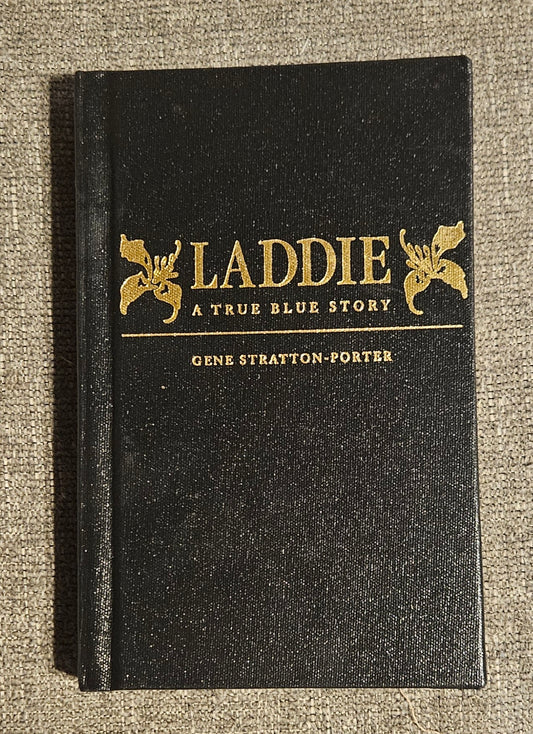 LADDIE
A TRUE BLUE STORY
GENE STRATTON-PORTER